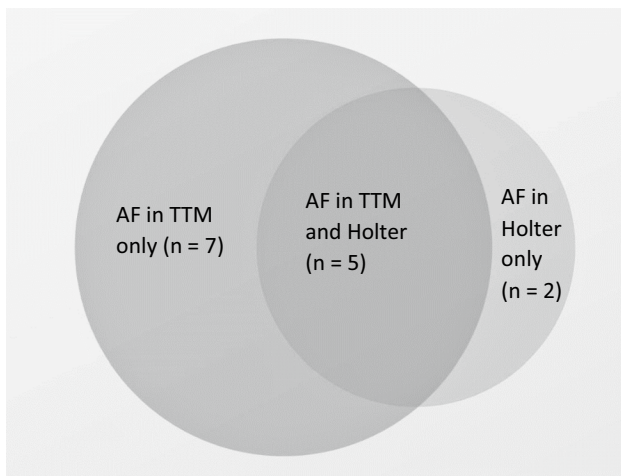 AF in TTM
only (n = 7)
AF in TTM
and Holter
(n = 5)
AF in
Holter
only
(n = 2)